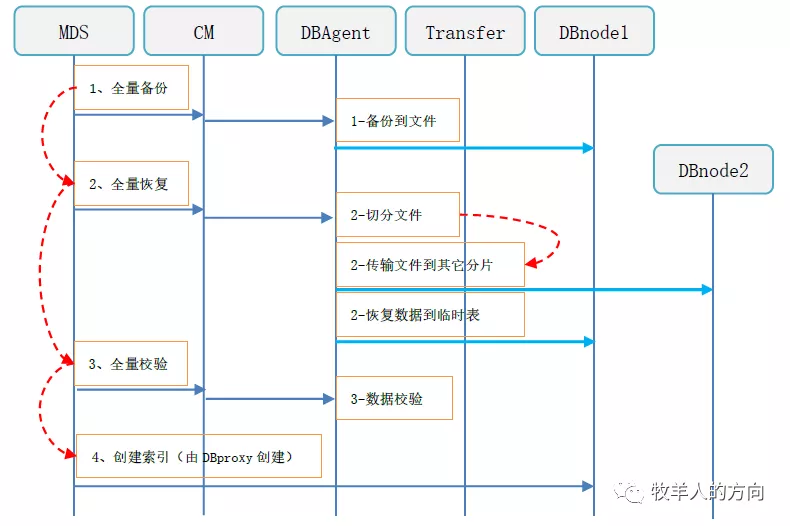 MDS
CM
DBAgent
Transfer
DBnode1
1、全量备份
1-备份到文件
DBnode2
2、全量恢复
2-切分文件
2-传输文件到其它分片
2-恢复数据到临时表
3、全量校验
3-数据校验
4、创建索引（由DBproxy创建）
牧羊人的方向